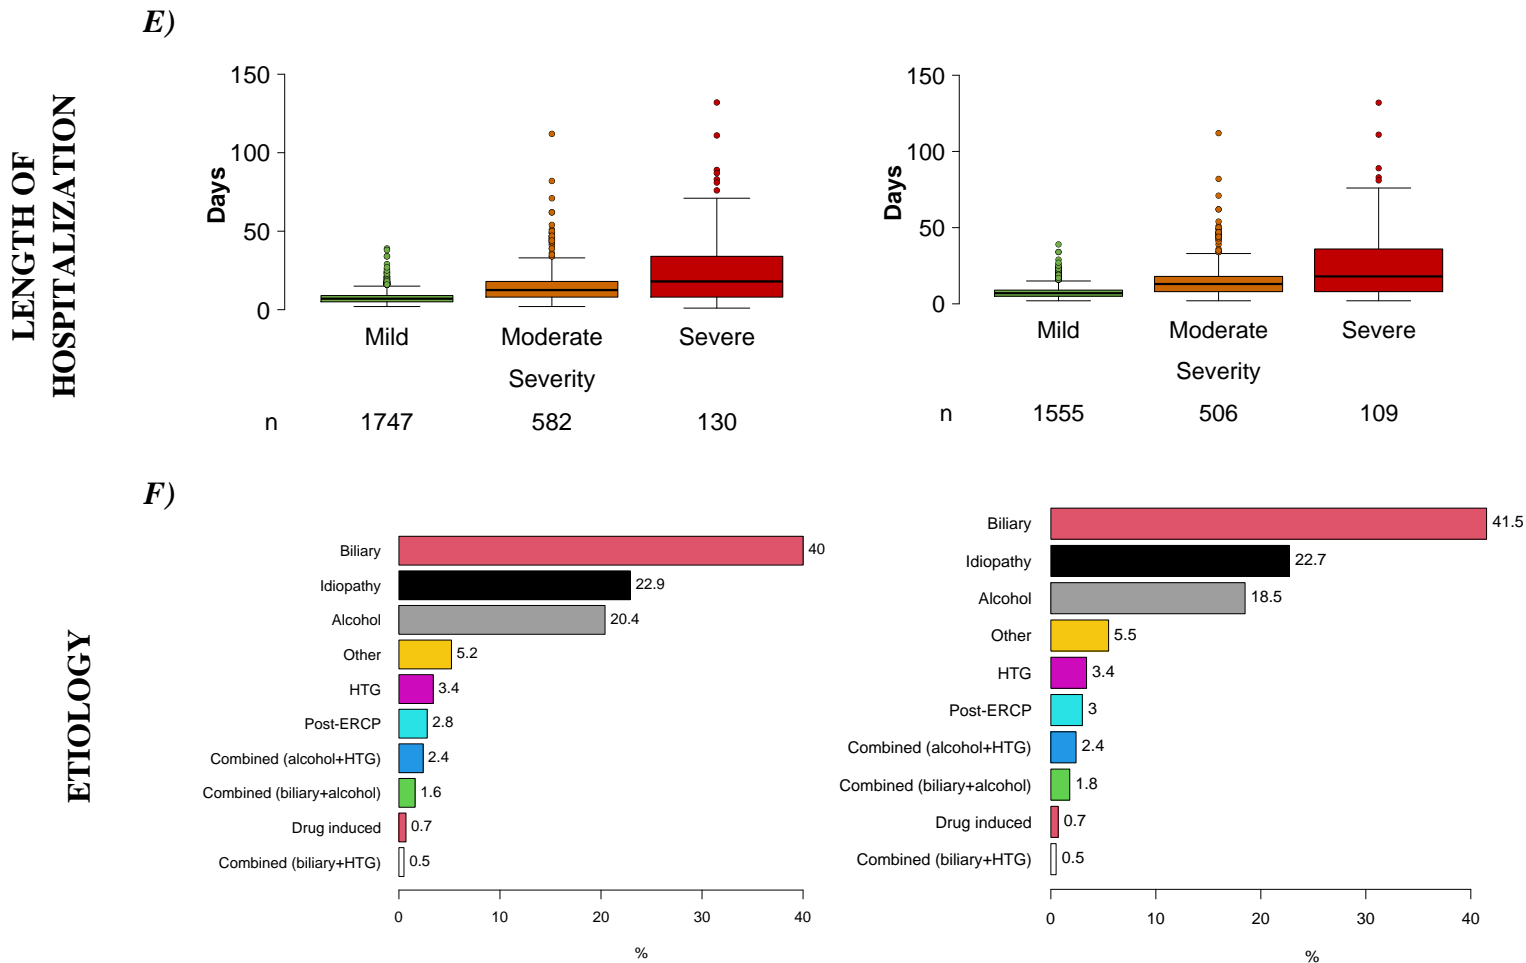 E)
LENGTH OF
HOSPITALIZATION
150
100
50
0
Days
Mild Moderate Severe
Severity
n 1747 582 130
150
100
50
0
Days
Mild Moderate Severe
Severity
n 1555 506 109
F)
ETIOLOGY
Biliary 40
Idiopathy 22.9
Alcohol 20.4
Other 5.2
HTG 3.4
Post-ERCP 2.8
Combined (alcohol+HTG) 2.4
Combined (biliary+alcohol) 1.6
Drug induced 0.7
Combined (biliary+HTG) 0.5
0 10 20 30 40
%
Biliary 41.5
Idiopathy 22.7
Alcohol 18.5
Other 5.5
HTG 3.4
Post-ERCP 3
Combined (alcohol+HTG) 2.4
Combined (biliary+alcohol) 1.8
Drug induced 0.7
Combined (biliary+HTG) 0.5
0 10 20 30 40
%